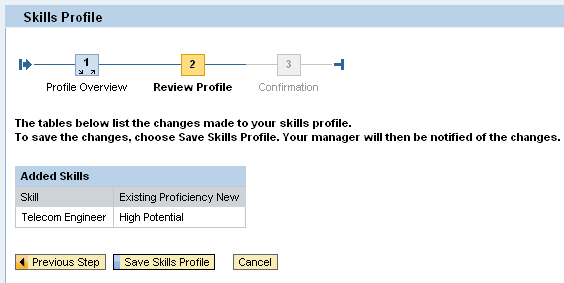 Skills Profile
1 2 3
Profile Overview Review Profile Confirmation
The tables below list the changes made to your skills profile.
To save the changes, choose Save Skills Profile. Your manager will then be notified of the changes.
Added Skills
Skill Existing Proficiency New
Telecom Engineer High Potential
Previous Step Save Skills Profile Cancel